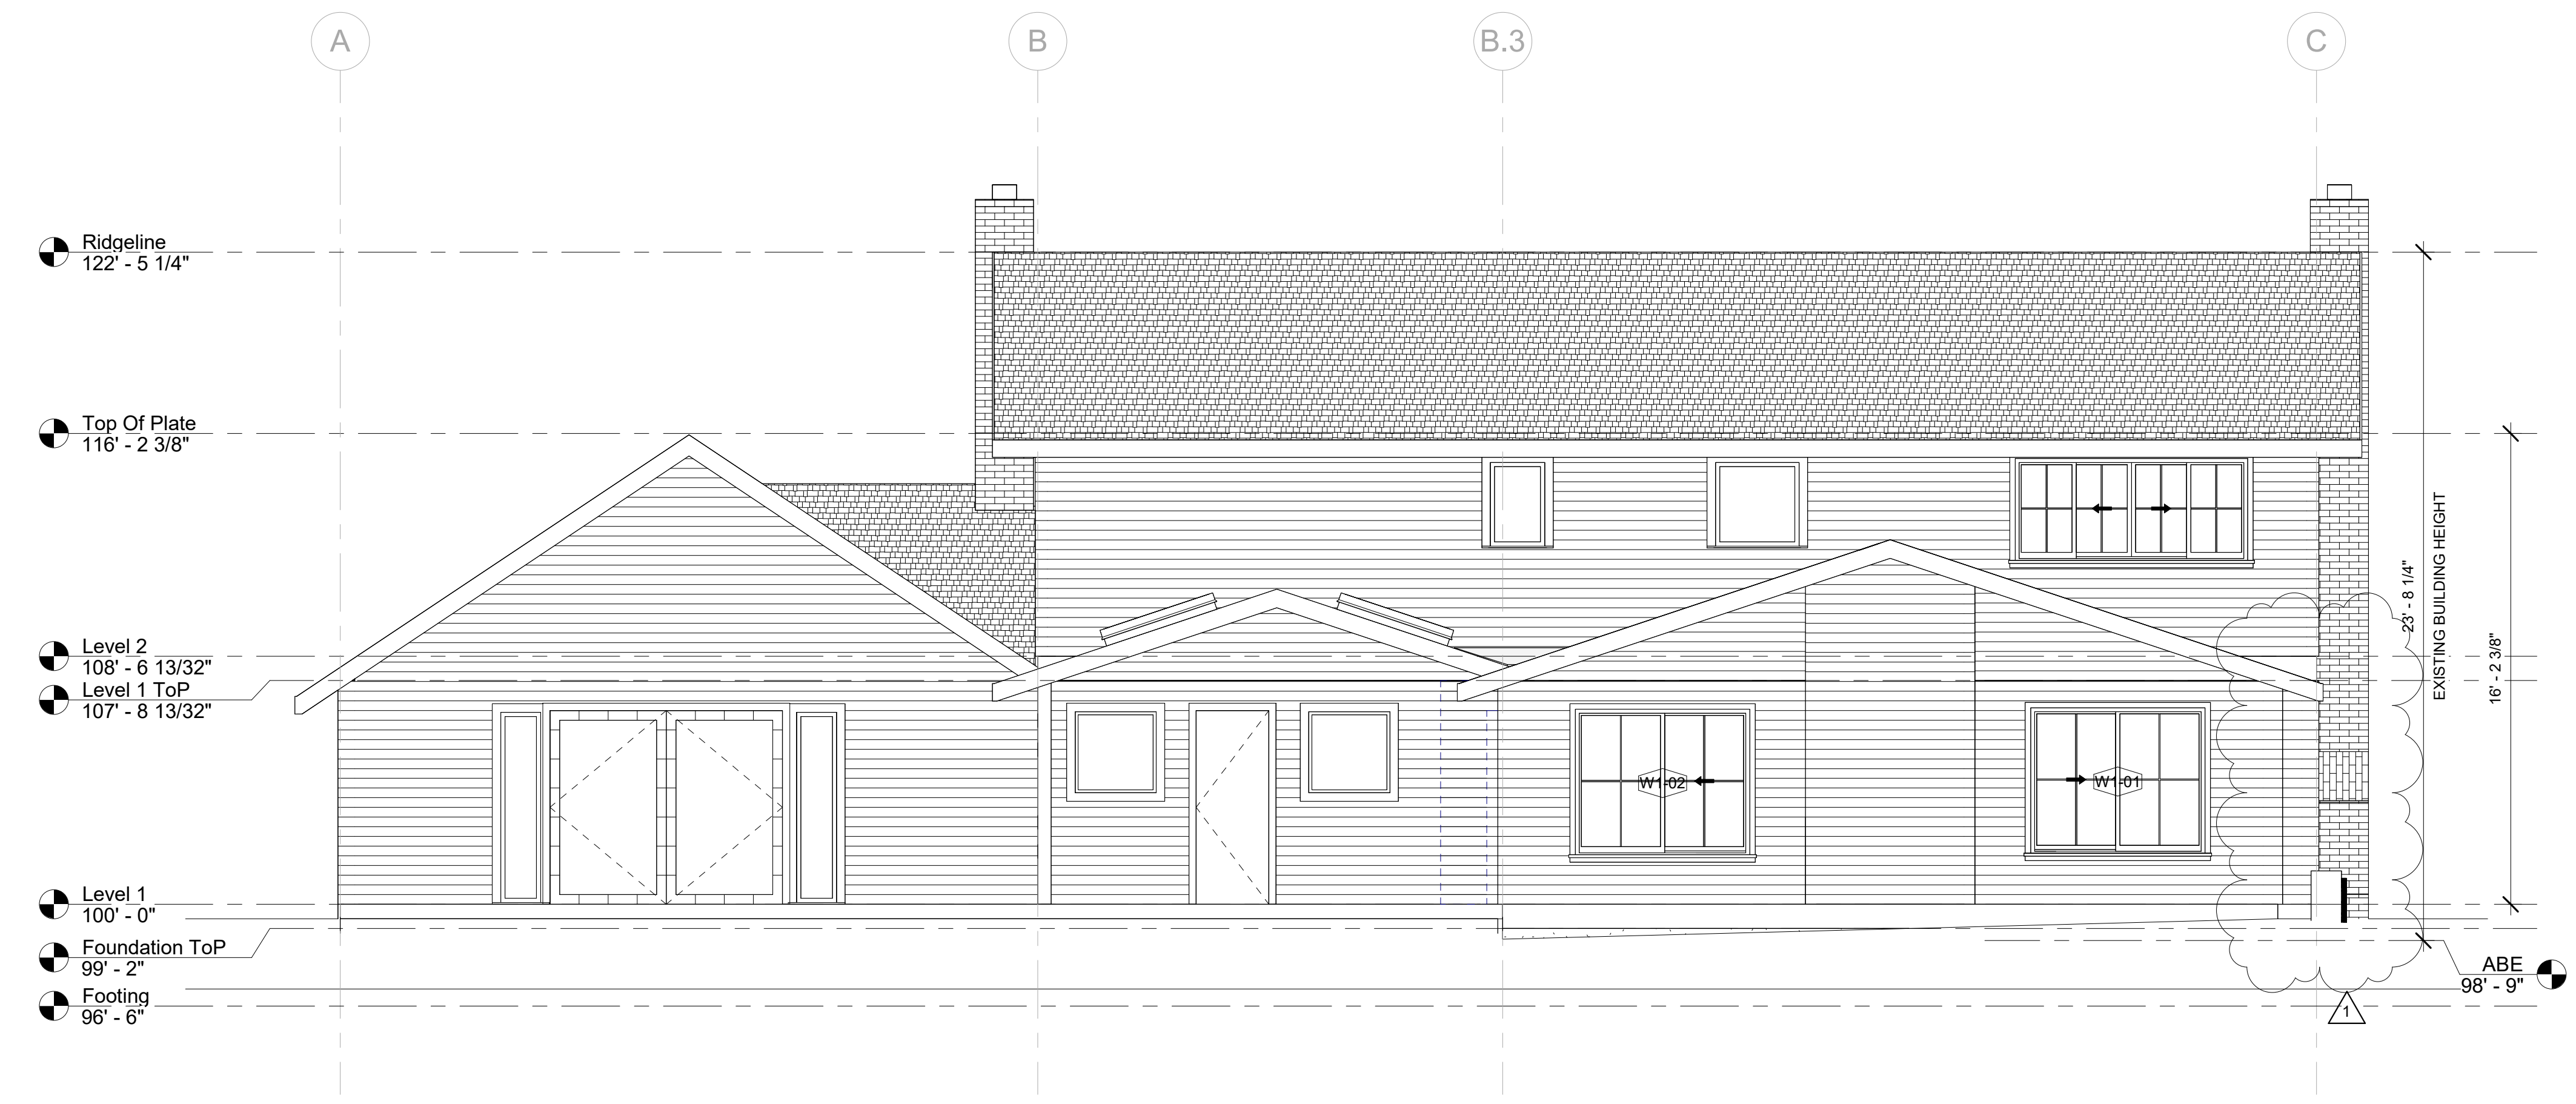 A
B
B.3
C
Ridgeline
122' - 5 1/4"
Top Of Plate
116' - 2 3/8"
Level 2
108' - 6 13/32"
Level 1 ToP
107' - 8 13/32"
Level 1
100' - 0"
Foundation ToP
99' - 2"
Footing
96' - 6"
W1-02
W1-01
23' - 8 1/4"
EXISTING BUILDING HEIGHT
16' - 2 3/8"
ABE
98' - 9"
1